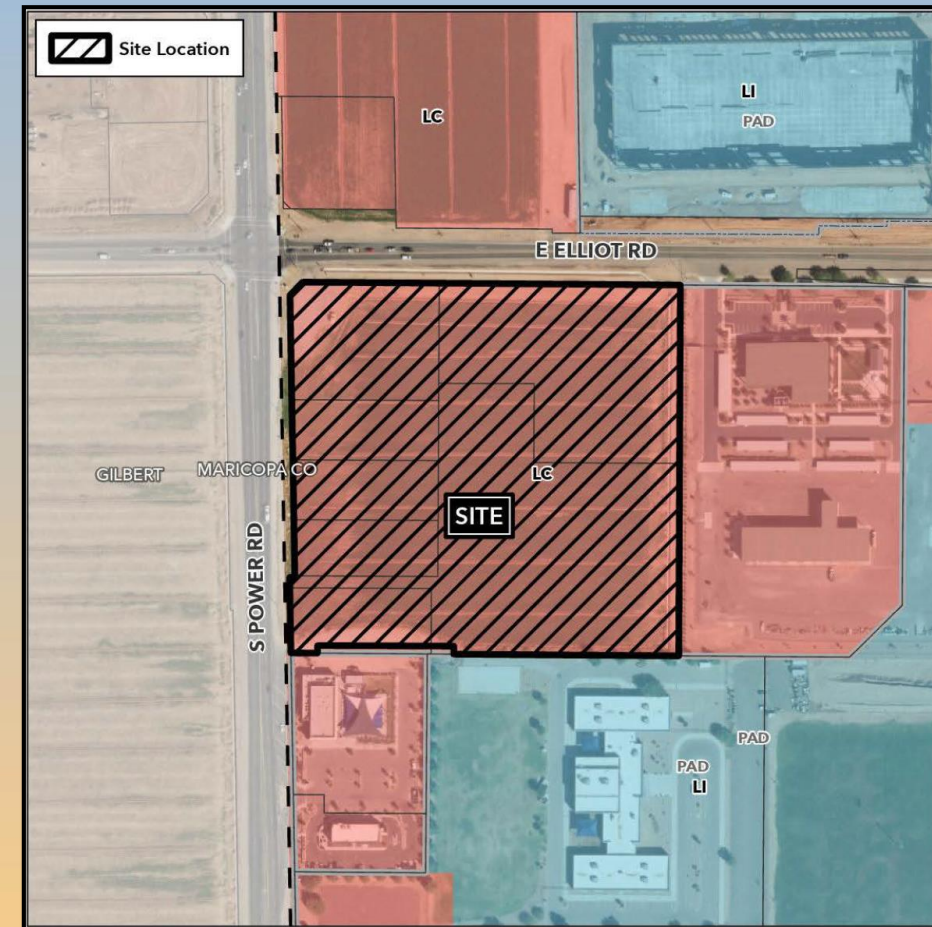 Site Location
LC
LI
PAD
E ELLIOT RD
GILBERT
MARICOPA CO
LC
SITE
S POWER RD
PAD
PAD
LI